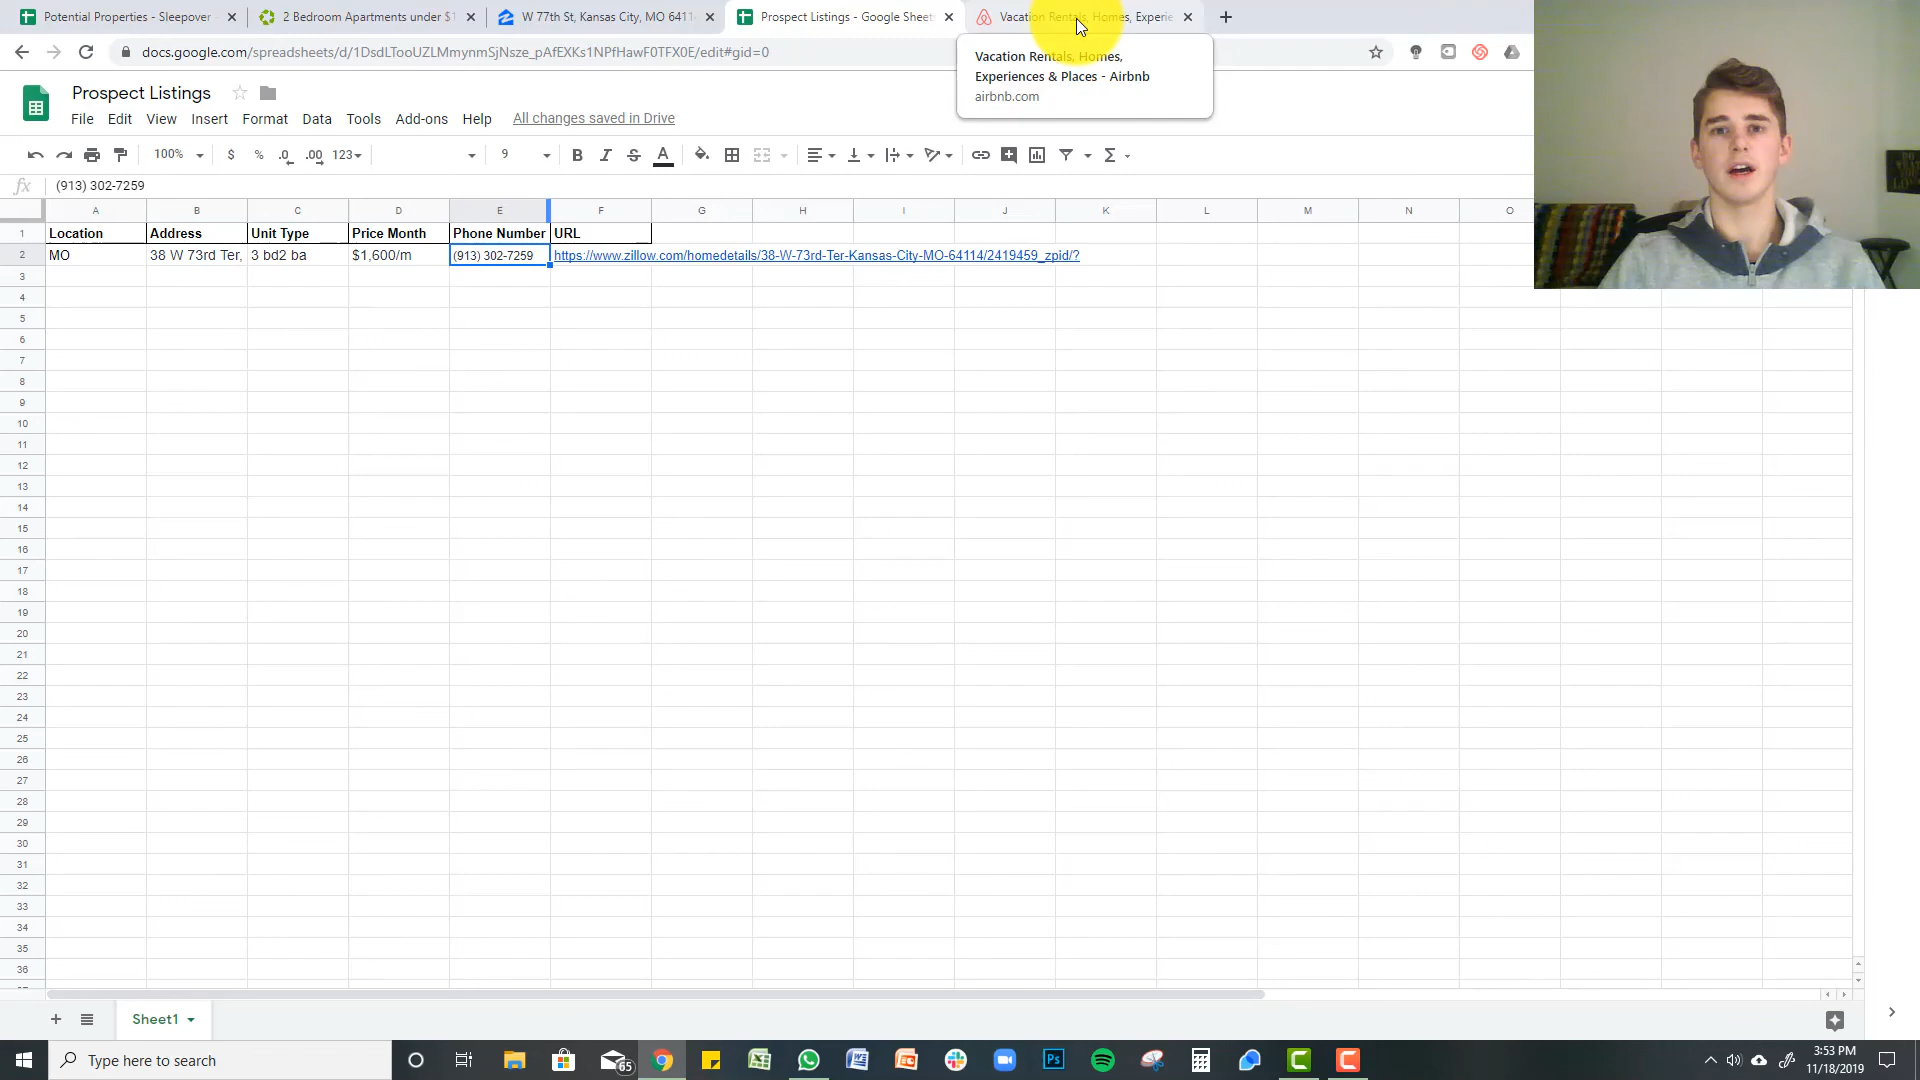 Potential Properties - Sleepover
2 Bedroom Apartments under $1
W 77th St, Kansas City, MO 6411
Prospect Listings - Google Sheets
Vacation Rentals, Homes, Experie
docs.google.com/spreadsheets/d/1DsdLTooUZLMmynmSjNsze_pAfEXKs1NPfHawF0TFX0E/edit#gid=0
Vacation Rentals, Homes,
Experiences & Places - Airbnb
airbnb.com
Prospect Listings
File Edit View Insert Format Data Tools Add-ons Help All changes saved in Drive
100% $ % .0 .00 123 9 B I S A Σ
fx (913) 302-7259
A B C D E F G H I J K L M N O
1 Location Address Unit Type Price Month Phone Number URL
2 MO 38 W 73rd Ter, 3 bd2 ba $1,600/m (913) 302-7259 https://www.zillow.com/homedetails/38-W-73rd-Ter-Kansas-City-MO-64114/2419459_zpid/?
3
4
5
6
7
8
9
10
11
12
13
14
15
16
17
18
19
20
21
22
23
24
25
26
27
28
29
30
31
32
33
34
35
36
Sheet1
Type here to search
65
3:53 PM
11/18/2019